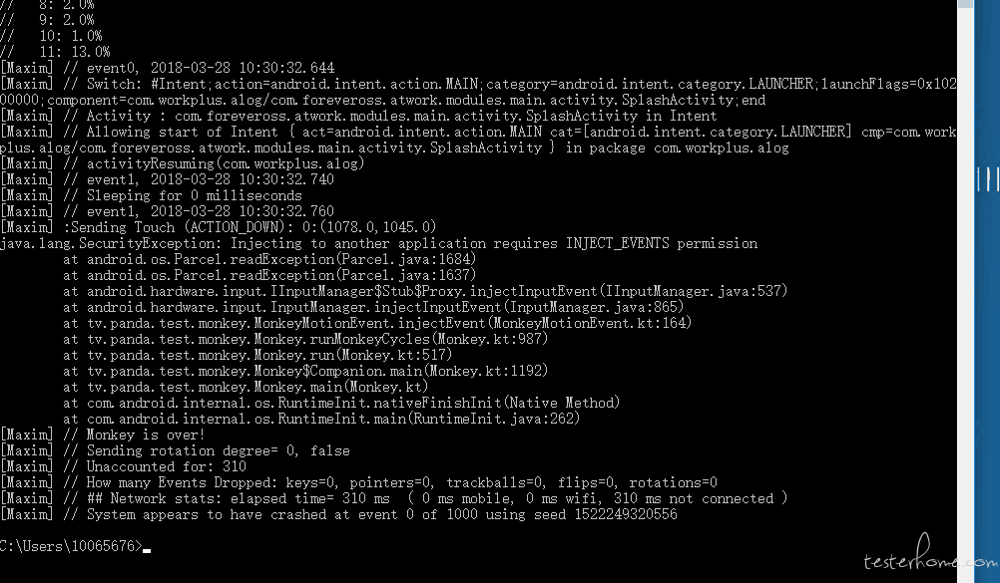 //   8: 2.0%
//   9: 2.0%
//   10: 1.0%
//   11: 13.0%
[Maxim] // event0, 2018-03-28 10:30:32.644
[Maxim] // Switch: #Intent;action=android.intent.action.MAIN;category=android.intent.category.LAUNCHER;launchFlags=0x1020
00000;component=com.workplus.alog/com.foreveross.atwork.modules.main.activity.SplashActivity;end
[Maxim] // Activity : com.foreveross.atwork.modules.main.activity.SplashActivity in Intent
[Maxim] // Allowing start of Intent { act=android.intent.action.MAIN cat=[android.intent.category.LAUNCHER] cmp=com.work
plus.alog/com.foreveross.atwork.modules.main.activity.SplashActivity } in package com.workplus.alog
[Maxim] // activityResuming(com.workplus.alog)
[Maxim] // event1, 2018-03-28 10:30:32.740
[Maxim] // Sleeping for 0 milliseconds
[Maxim] // event1, 2018-03-28 10:30:32.760
[Maxim] :Sending Touch (ACTION_DOWN): 0:(1078.0,1045.0)
java.lang.SecurityException: Injecting to another application requires INJECT_EVENTS permission
        at android.os.Parcel.readException(Parcel.java:1684)
        at android.os.Parcel.readException(Parcel.java:1637)
        at android.hardware.input.IInputManager$Stub$Proxy.injectInputEvent(IInputManager.java:537)
        at android.hardware.input.InputManager.injectInputEvent(InputManager.java:865)
        at tv.panda.test.monkey.MonkeyMotionEvent.injectEvent(MonkeyMotionEvent.kt:164)
        at tv.panda.test.monkey.Monkey.runMonkeyCycles(Monkey.kt:987)
        at tv.panda.test.monkey.Monkey.run(Monkey.kt:517)
        at tv.panda.test.monkey.Monkey$Companion.main(Monkey.kt:1192)
        at tv.panda.test.monkey.Monkey.main(Monkey.kt)
        at com.android.internal.os.RuntimeInit.nativeFinishInit(Native Method)
        at com.android.internal.os.RuntimeInit.main(RuntimeInit.java:262)
[Maxim] // Monkey is over!
[Maxim] // Sending rotation degree= 0, false
[Maxim] // Unaccounted for: 310
[Maxim] // How many Events Dropped: keys=0, pointers=0, trackballs=0, flips=0, rotations=0
[Maxim] // ## Network stats: elapsed time= 310 ms  ( 0 ms mobile, 0 ms wifi, 310 ms not connected )
[Maxim] // System appears to have crashed at event 0 of 1000 using seed 1522249320556
C:\Users\10065676>
testerhome.com